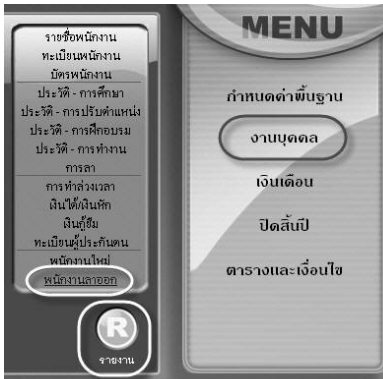 รายชื่อพนักงาน
ทะเบียนพนักงาน
บัตรพนักงาน
ประวัติ - การศึกษา
ประวัติ - การปรับตำแหน่ง
ประวัติ - การฝึกอบรม
ประวัติ - การทำงาน
การลา
การทำล่วงเวลา
เงินได้/เงินหัก
เงินกู้ยืม
ทะเบียนผู้ประกันตน
พนักงานใหม่
พนักงานลาออก
R
รายงาน
MENU
กำหนดค่าพื้นฐาน
งานบุคคล
เงินเดือน
ปิดสิ้นปี
ตารางและเงื่อนไข